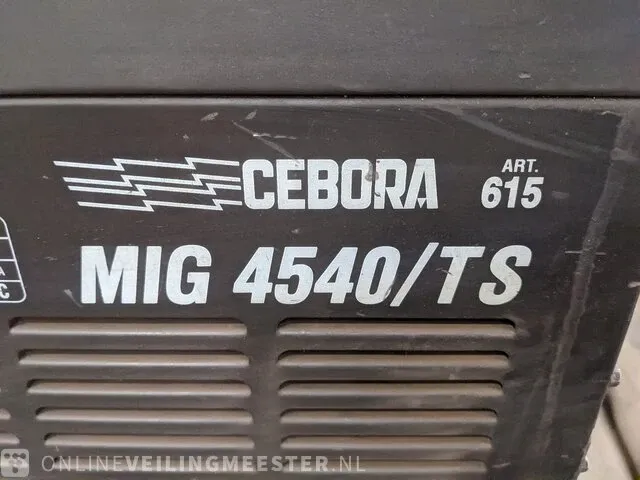 CEBORA
ART.
615
MIG 4540/TS
A
C
ONLINEVEILINGMEESTER.NL